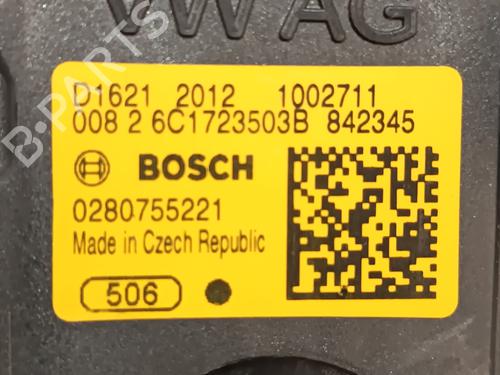 VW AG
D1621 2012 1002711
008 2 6C1723503B 842345
BOSCH
0280755221
Made in Czech Republic
506
B-PARTS